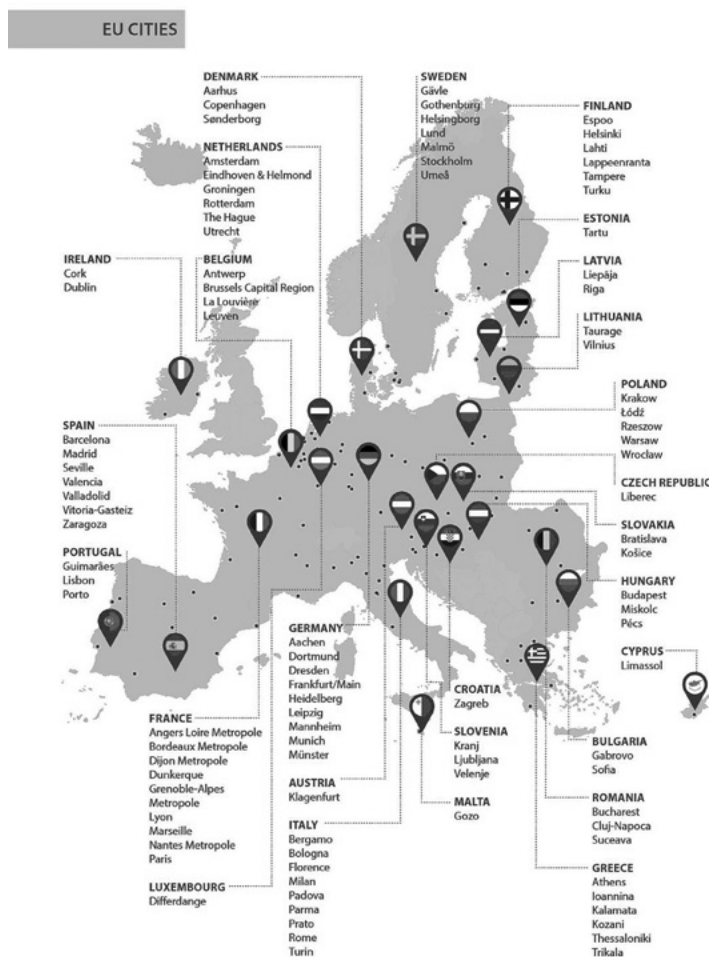 EU CITIES
DENMARK
Aarhus
Copenhagen
Sønderborg
SWEDEN
Gävle
Gothenburg
Helsingborg
Lund
Malmö
Stockholm
Umeå
FINLAND
Espoo
Helsinki
Lahti
Lappeenranta
Tampere
Turku
NETHERLANDS
Amsterdam
Eindhoven & Helmond
Groningen
Rotterdam
The Hague
Utrecht
ESTONIA
Tartu
IRELAND
Cork
Dublin
BELGIUM
Antwerp
Brussels Capital Region
La Louvière
Leuven
LATVIA
Liepāja
Riga
LITHUANIA
Taurage
Vilnius
POLAND
Krakow
Łódź
Rzeszow
Warsaw
Wrocław
SPAIN
Barcelona
Madrid
Seville
Valencia
Valladolid
Vitoria-Gasteiz
Zaragoza
CZECH REPUBLIC
Liberec
SLOVAKIA
Bratislava
Košice
PORTUGAL
Guimarães
Lisbon
Porto
HUNGARY
Budapest
Miskolc
Pécs
GERMANY
Aachen
Dortmund
Dresden
Frankfurt/Main
Heidelberg
Leipzig
Mannheim
Munich
Münster
CYPRUS
Limassol
CROATIA
Zagreb
FRANCE
Angers Loire Metropole
Bordeaux Metropole
Dijon Metropole
Dunkerque
Grenoble-Alpes
Metropole
Lyon
Marseille
Nantes Metropole
Paris
SLOVENIA
Kranj
Ljubljana
Velenje
BULGARIA
Gabrovo
Sofia
AUSTRIA
Klagenfurt
MALTA
Gozo
ROMANIA
Bucharest
Cluj-Napoca
Suceava
ITALY
Bergamo
Bologna
Florence
Milan
Padova
Parma
Prato
Rome
Turin
GREECE
Athens
Ioannina
Kalamata
Kozani
Thessaloniki
Trikala
LUXEMBOURG
Differdange